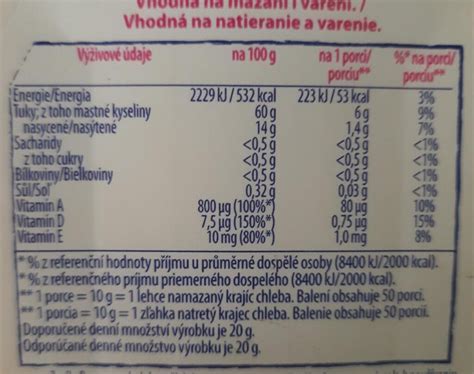 Vhodná na mazání i vaření. /
Vhodná na natieranie a varenie.
Výživové údaje na 100 g na 1 porci/ porciu** %* na porci/ porciu**
Energie/Energia 2229 kJ / 532 kcal 223 kJ / 53 kcal 3%
Tuky; z toho mastné kyseliny 60 g 6 g 9%
nasycené/nasýtené 14 g 1,4 g 7%
Sacharidy <0,5 g <0,5 g <1%
z toho cukry <0,5 g <0,5 g <1%
Bílkoviny/Bielkoviny <0,5 g <0,5 g <1%
Sůl/Soľ 0,32 g 0,03 g <1%
Vitamin A 800 µg (100%*) 80 µg 10%
Vitamin D 7,5 µg (150%*) 0,75 µg 15%
Vitamin E 10 mg (80%*) 1,0 mg 8%
* % z referenční hodnoty příjmu u průměrné dospělé osoby (8400 kJ/2000 kcal).
* % z referenčného príjmu priemerného dospelého (8400 kJ/2000 kcal).
** 1 porce = 10 g = 1 lehce namazaný krajíc chleba. Balení obsahuje 50 porcí.
** 1 porcia = 10 g = 1 zľahka natretý krajec chleba. Balenie obsahuje 50 porcií.
Doporučené denní množství výrobku je 20 g.
Odporúčané denné množstvo výrobku je 20 g.